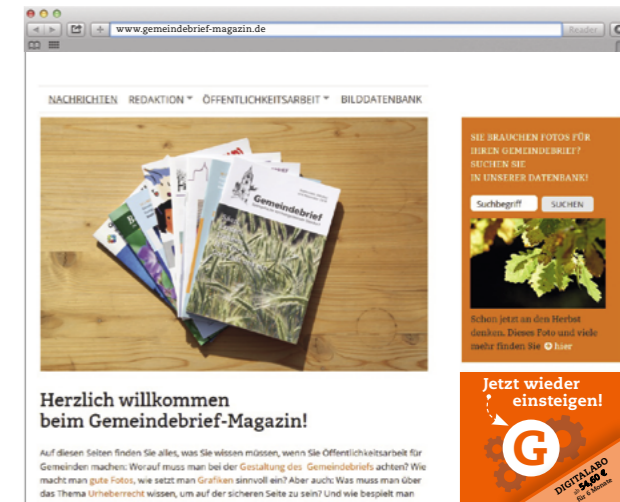 www.gemeindebrief-magazin.de
Reader
NACHRICHTEN REDAKTION ÖFFENTLICHKEITSARBEIT BILDDATENBANK
Gemeindebrief
SIE BRAUCHEN FOTOS FÜR
IHREN GEMEINDEBRIEF?
SUCHEN SIE
IN UNSERER DATENBANK!
Suchbegriff SUCHEN
Schon jetzt an den Herbst
denken. Dieses Foto und viele
mehr finden Sie hier
Herzlich willkommen
beim Gemeindebrief-Magazin!
Auf diesen Seiten finden Sie alles, was Sie wissen müssen, wenn Sie Öffentlichkeitsarbeit für
Gemeinden machen: Worauf muss man bei der Gestaltung des Gemeindebriefs achten? Wie
macht man gute Fotos, wie setzt man Grafiken sinnvoll ein? Aber auch: Was muss man über
das Thema Urheberrecht wissen, um auf der sicheren Seite zu sein? Und wie bespielt man
Jetzt wieder
einsteigen!
G
DIGITALABO
ab 54,60 €
für 6 Monate